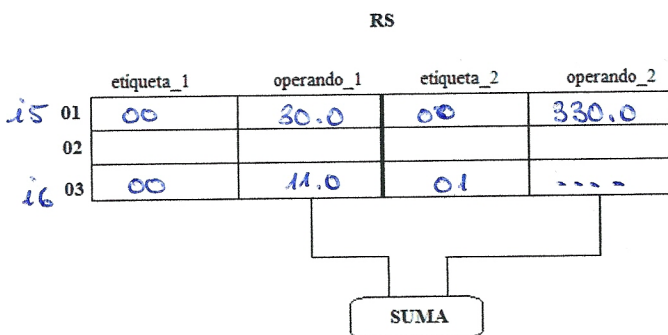 RS
etiqueta_1 operando_1 etiqueta_2 operando_2
i5 01 00 30.0 00 330.0
02
i6 03 00 11.0 01 ----
SUMA